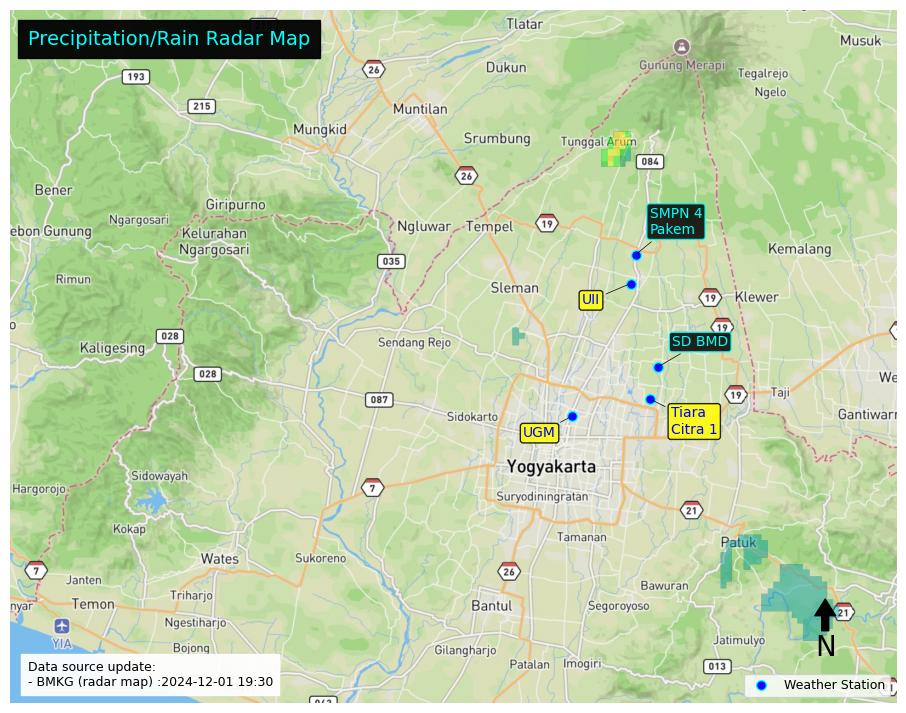 Precipitation/Rain Radar Map
Tlatar
Musuk
26
Dukun
Gunung Merapi
Tegalrejo
193
Ngelo
215
Muntilan
Mungkid
Srumbung
Tunggal Arum
084
26
Bener
Giripurno
Ngargosari
SMPN 4
Pakem
ebon Gunung
Kelurahan
Ngargosari
Ngluwar
Tempel
19
Kemalang
035
Rimun
Sleman
UII
19
Klewer
19
028
Kaligesing
Sendang Rejo
SD BMD
028
We
087
19
Taji
Sidokarto
Tiara
Citra 1
Gantiwarn
UGM
Yogyakarta
Sidowayah
Hargorojo
7
Suryodiningratan
21
Kokap
Tamanan
Patuk
Wates
Sukoreno
7
Janten
26
Bawuran
nyar
Temon
Triharjo
Bantul
Segoroyoso
21
Ngestiharjo
YIA
Jatimulyo
N
Bojong
Gilangharjo
Patalan
Imogiri
013
Data source update:
- BMKG (radar map) :2024-12-01 19:30
Weather Station